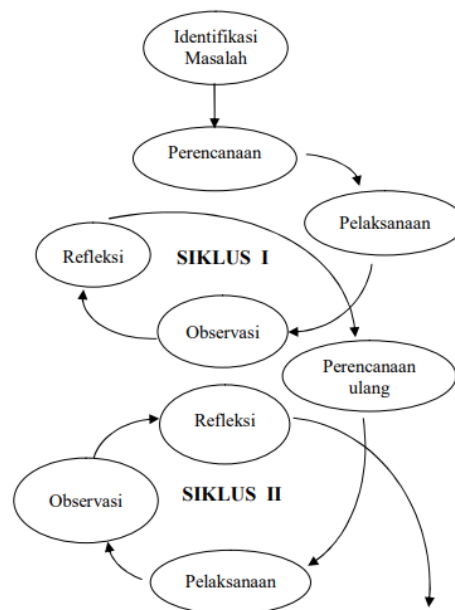 Identifikasi
Masalah
Perencanaan
Pelaksanaan
Refleksi
SIKLUS I
Observasi
Perencanaan
ulang
Refleksi
Observasi
SIKLUS II
Pelaksanaan